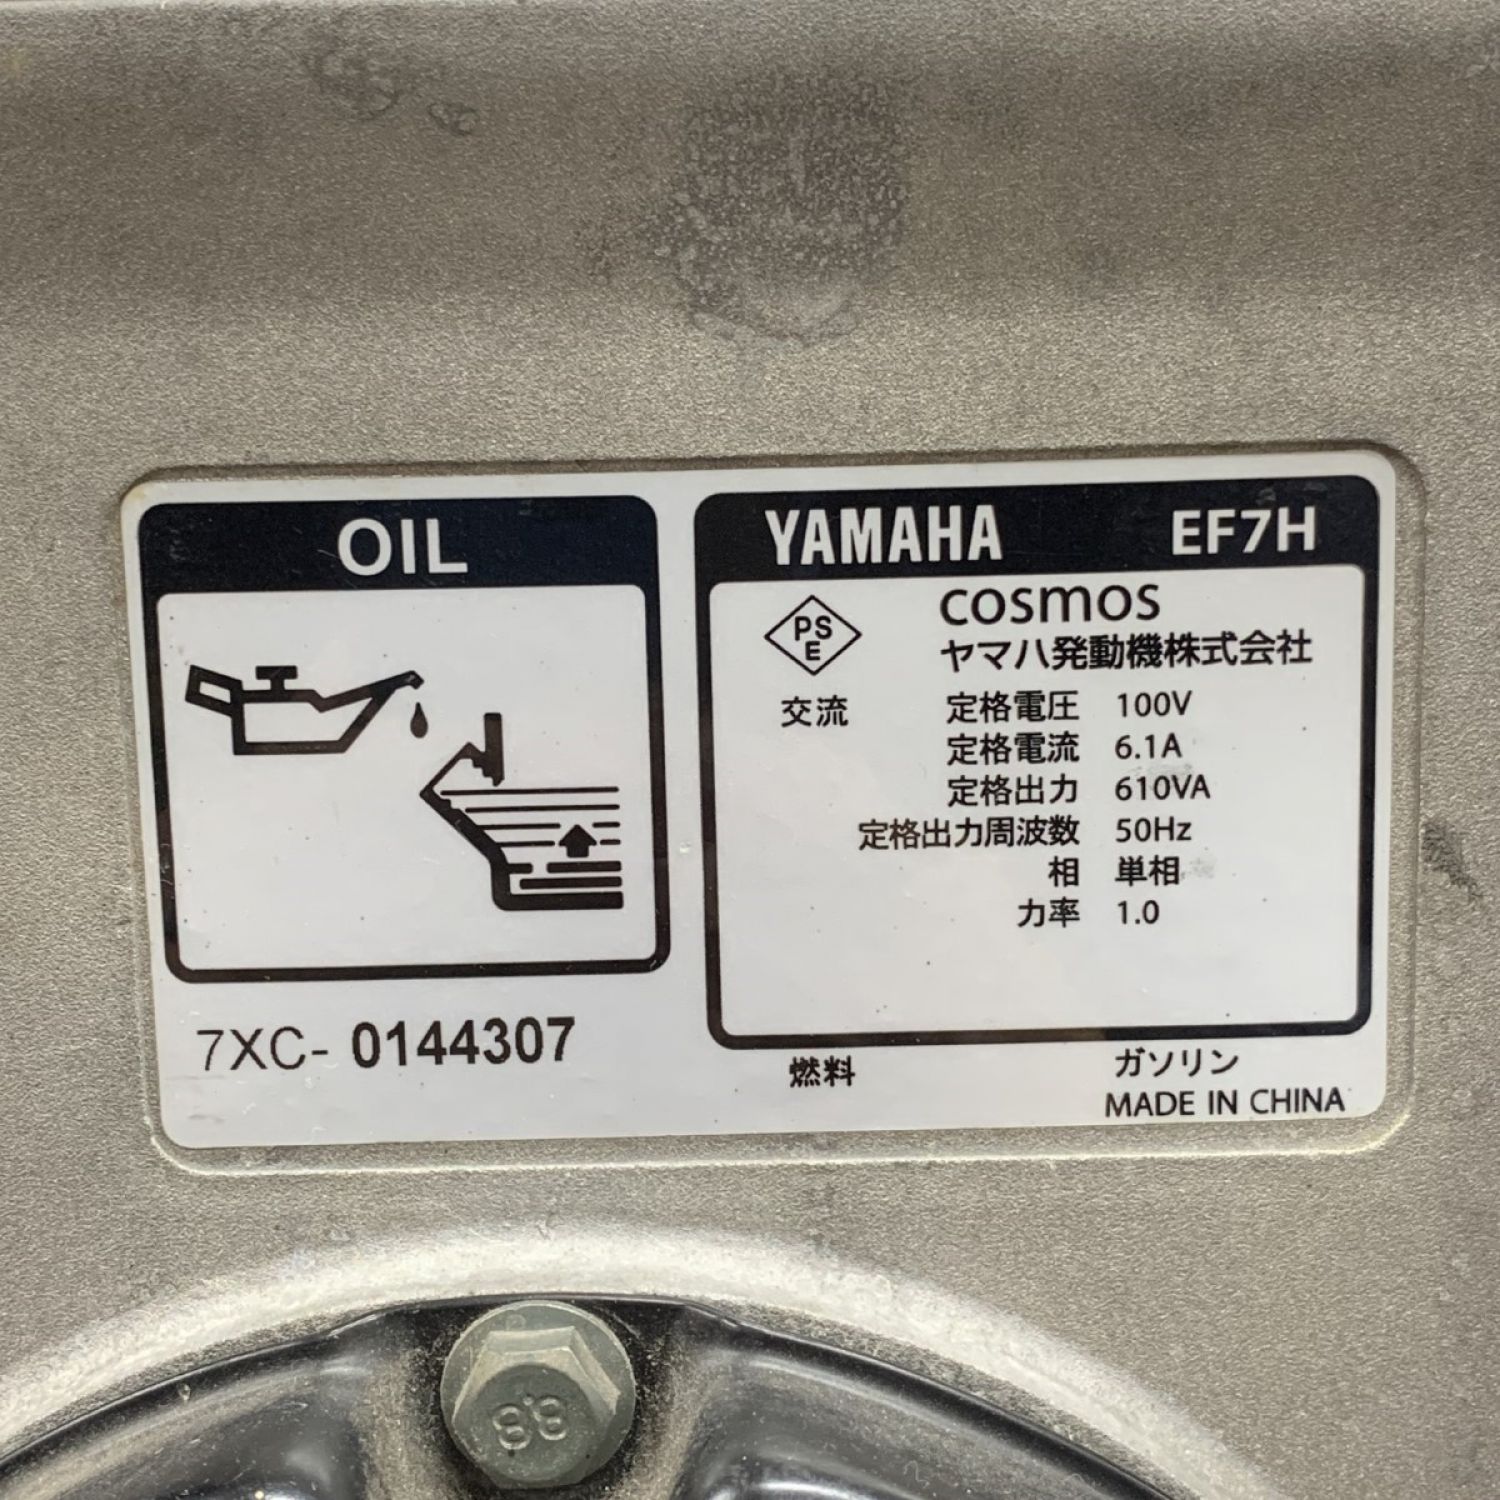 OIL
7XC- 0144307
YAMAHA EF7H
PS
E
cosmos
ヤマハ発動機株式会社
交流
定格電圧 100V
定格電流 6.1A
定格出力 610VA
定格出力周波数 50Hz
相 単相
力率 1.0
燃料 ガソリン
MADE IN CHINA
8.8